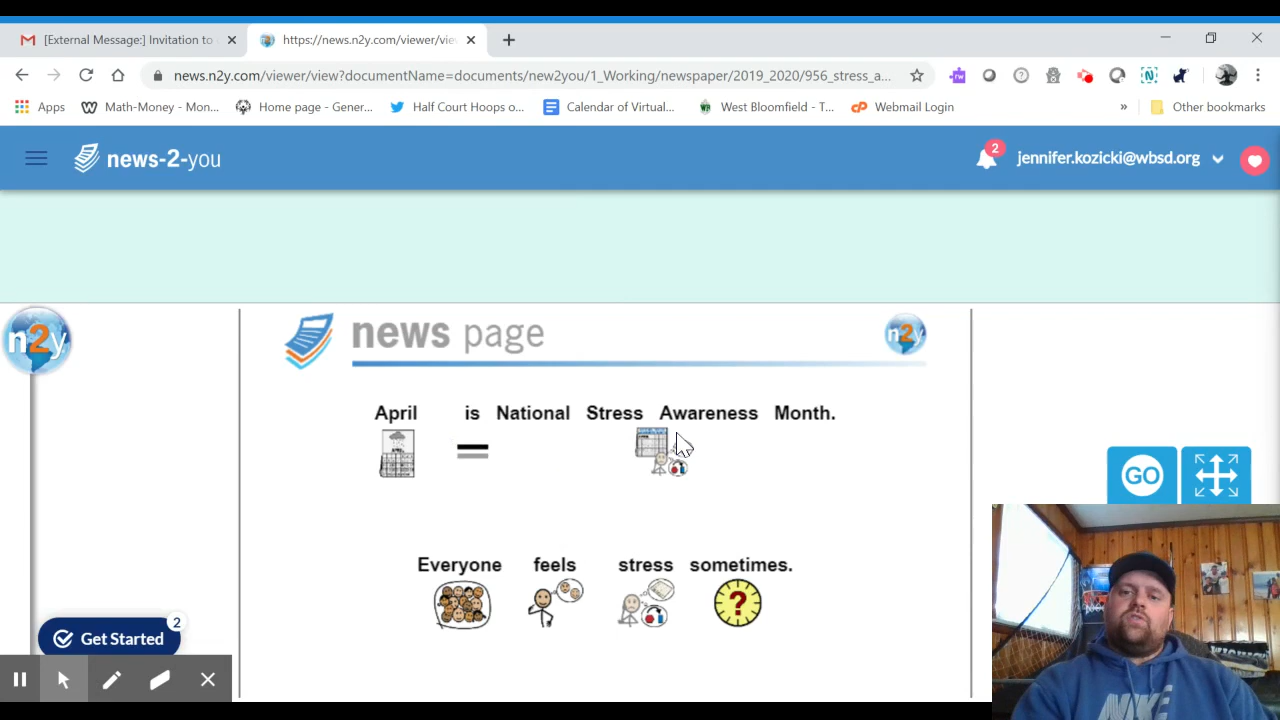 [External Message:] Invitation to
https://news.n2y.com/viewer/vie
news.n2y.com/viewer/view?documentName=documents/new2you/1_Working/newspaper/2019_2020/956_stress_a...
Apps
Math-Money - Mon...
Home page - Gener...
Half Court Hoops o...
Calendar of Virtual...
West Bloomfield - T...
Webmail Login
»
Other bookmarks
news-2-you
2
jennifer.kozicki@wbsd.org
n2y
news page
n2y
April is National Stress Awareness Month.
GO
Everyone feels stress sometimes.
?
Get Started
2
NIKE